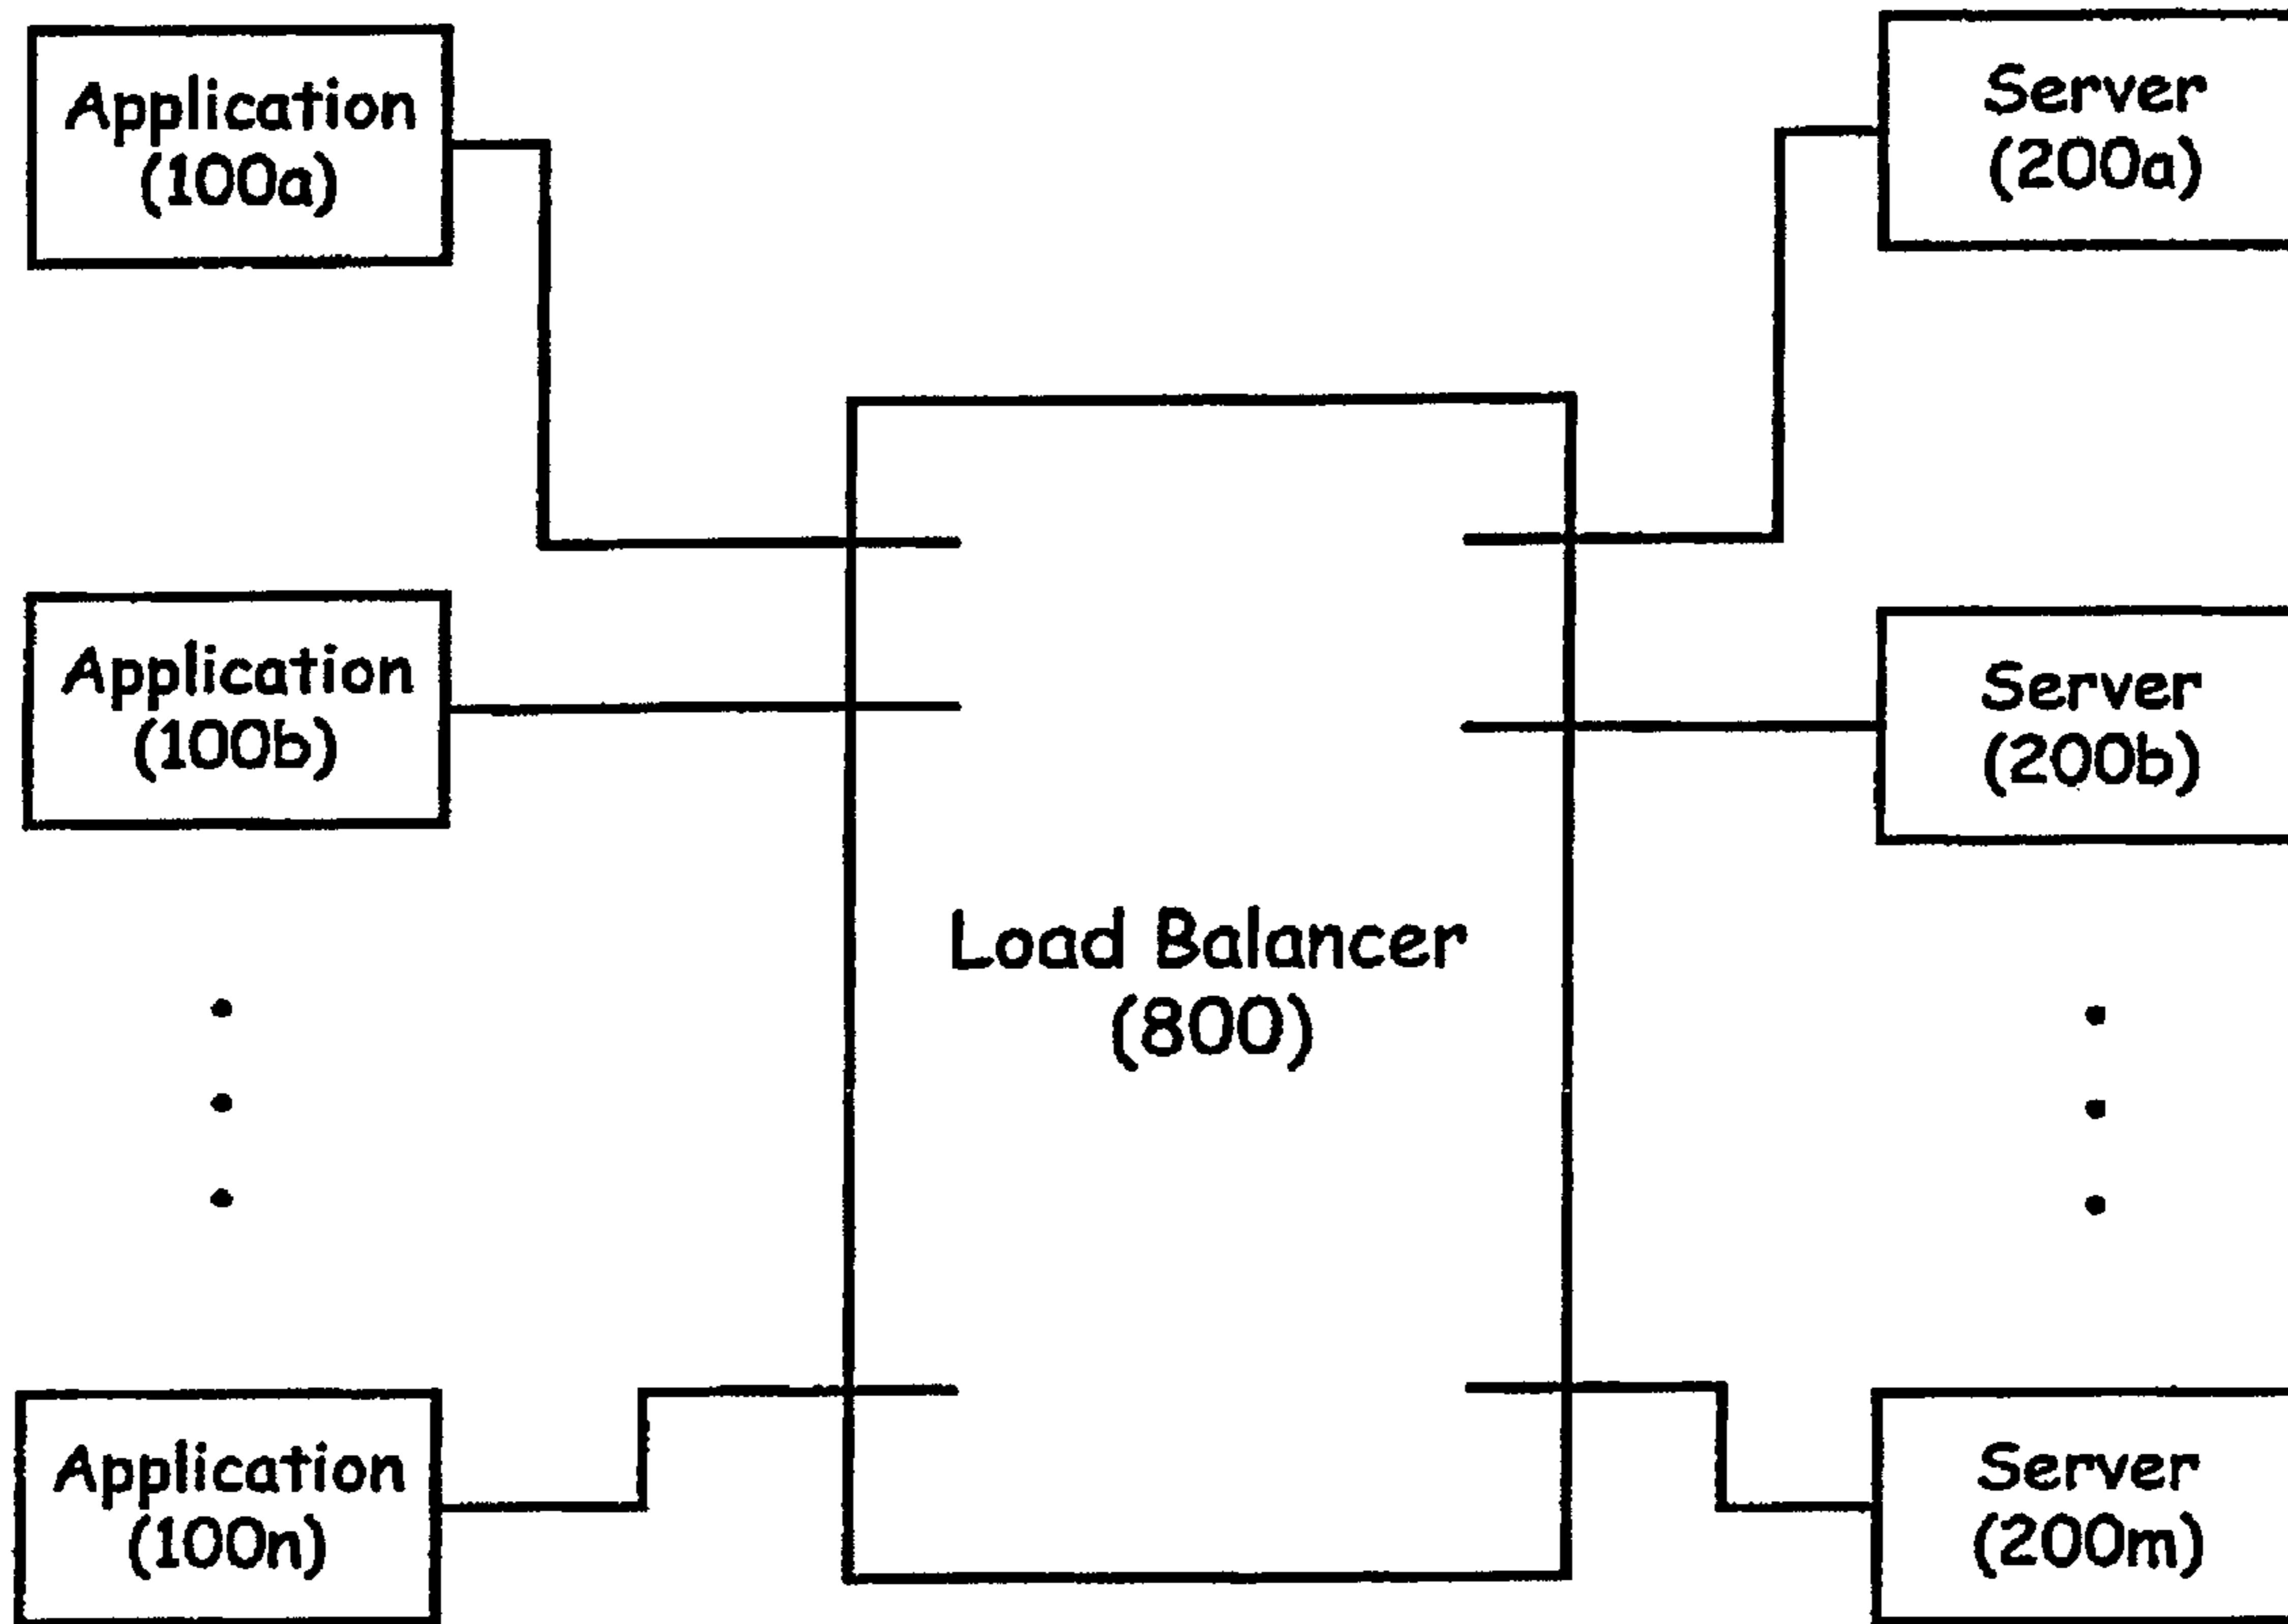 Application
(100a)
Server
(200a)
Application
(100b)
Server
(200b)
Load Balancer
(800)
Application
(100n)
Server
(200m)